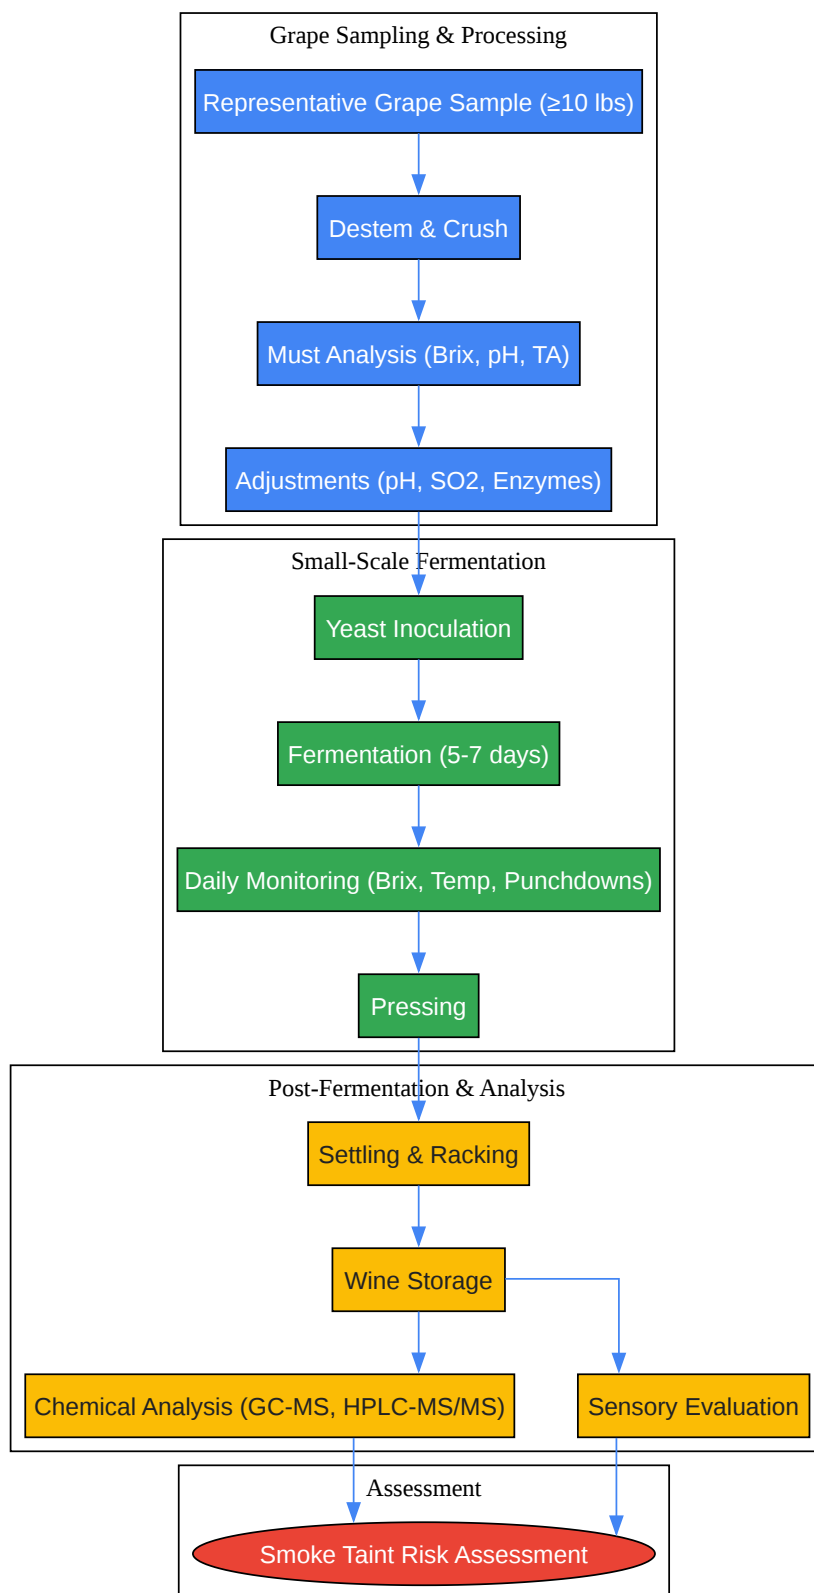 Grape Sampling & Processing
Representative Grape Sample (≥10 lbs)
Destem & Crush
Must Analysis (Brix, pH, TA)
Adjustments (pH, SO2, Enzymes)
Small-Scale Fermentation
Yeast Inoculation
Fermentation (5-7 days)
Daily Monitoring (Brix, Temp, Punchdowns)
Pressing
Post-Fermentation & Analysis
Settling & Racking
Wine Storage
Chemical Analysis (GC-MS, HPLC-MS/MS)
Sensory Evaluation
Assessment
Smoke Taint Risk Assessment